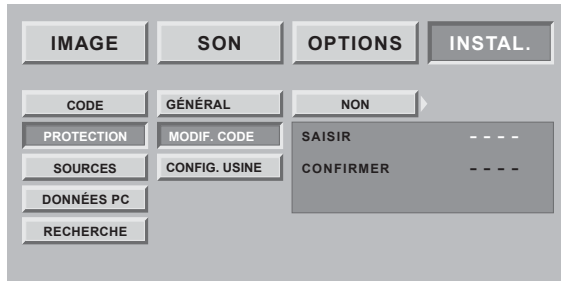 IMAGE SON OPTIONS INSTAL.
CODE GÉNÉRAL NON
PROTECTION MODIF. CODE SAISIR - - - -
SOURCES CONFIG. USINE CONFIRMER - - - -
DONNÉES PC
RECHERCHE